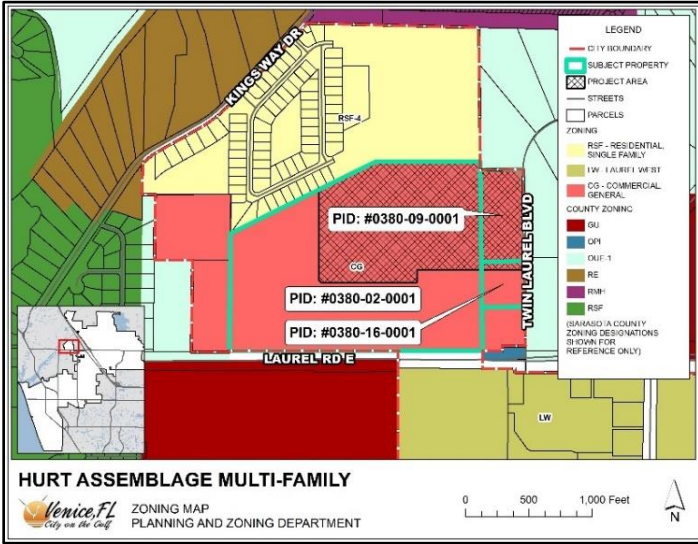 KINGSWAY DR
RSF-4
PID: #0380-09-0001
CG
PID: #0380-02-0001
PID: #0380-16-0001
TWIN LAUREL BLVD
LAUREL RD E
LW
LEGEND
CITY BOUNDARY
SUBJECT PROPERTY
PROJECT AREA
STREETS
PARCELS
ZONING
RSF - RESIDENTIAL,
SINGLE FAMILY
LW - LAUREL WEST
CG - COMMERCIAL,
GENERAL
COUNTY ZONING
GU
OPI
OUE-1
RE
RMH
RSF
(SARASOTA COUNTY
ZONING DESIGNATIONS
SHOWN FOR
REFERENCE ONLY)
HURT ASSEMBLAGE MULTI-FAMILY
Venice, FL
City on the Gulf
ZONING MAP
PLANNING AND ZONING DEPARTMENT
0 500 1,000 Feet
N